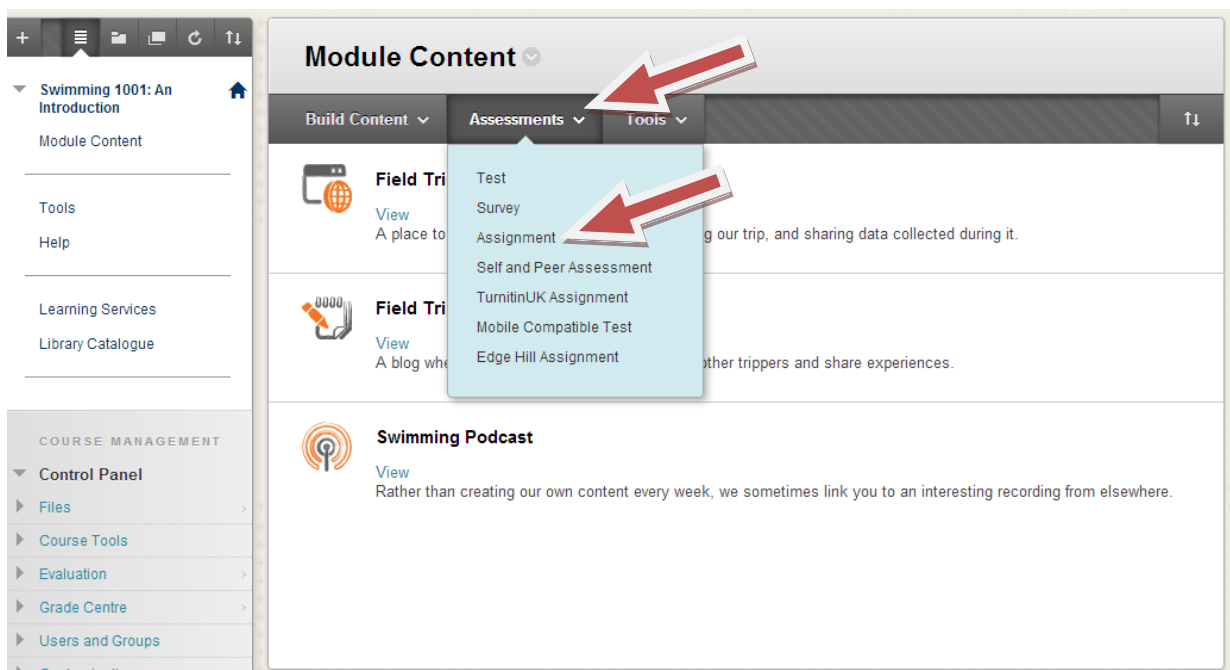 Swimming 1001: An
Introduction
Module Content
Tools
Help
Learning Services
Library Catalogue
COURSE MANAGEMENT
Control Panel
Files
Course Tools
Evaluation
Grade Centre
Users and Groups
Module Content
Build Content Assessments Tools
Test
Survey
Assignment
Self and Peer Assessment
TurnitinUK Assignment
Mobile Compatible Test
Edge Hill Assignment
Field Tri
View
A place to g our trip, and sharing data collected during it.
Field Tri
View
A blog whe other trippers and share experiences.
Swimming Podcast
View
Rather than creating our own content every week, we sometimes link you to an interesting recording from elsewhere.